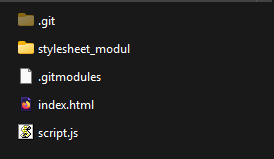 .git
stylesheet_modul
.gitmodules
index.html
script.js